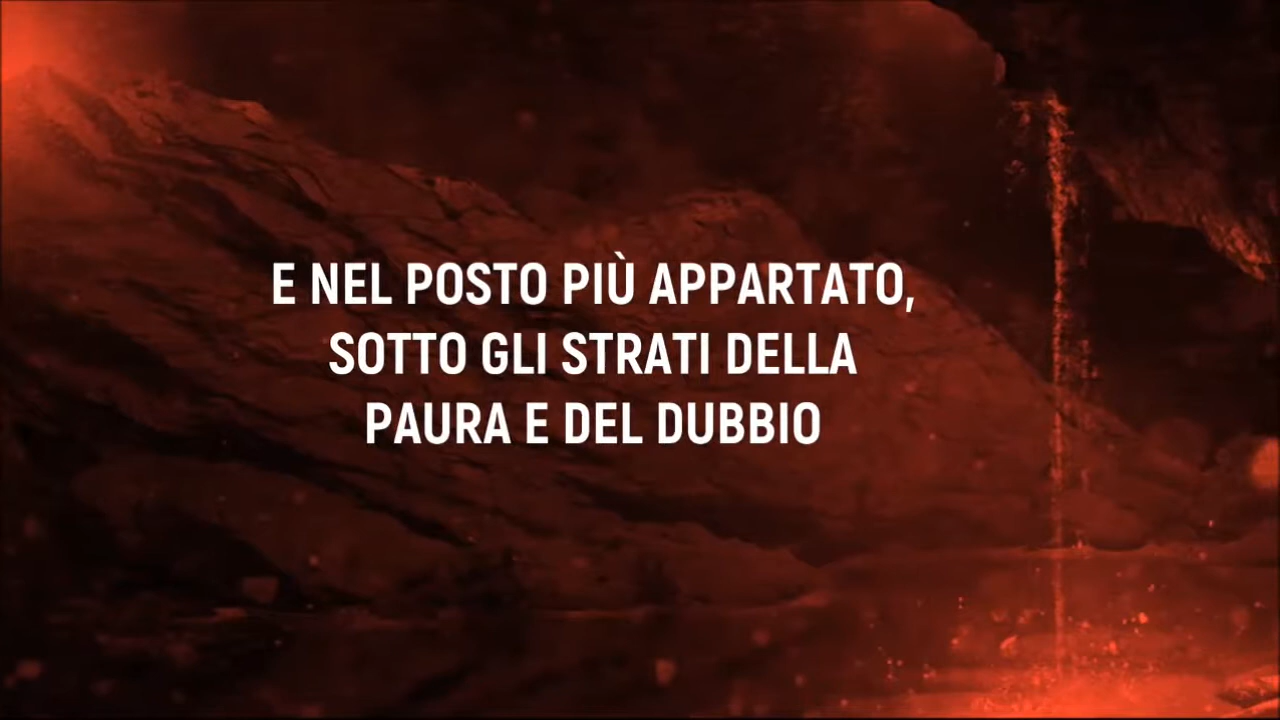 E NEL POSTO PIÙ APPARTATO,
SOTTO GLI STRATI DELLA
PAURA E DEL DUBBIO